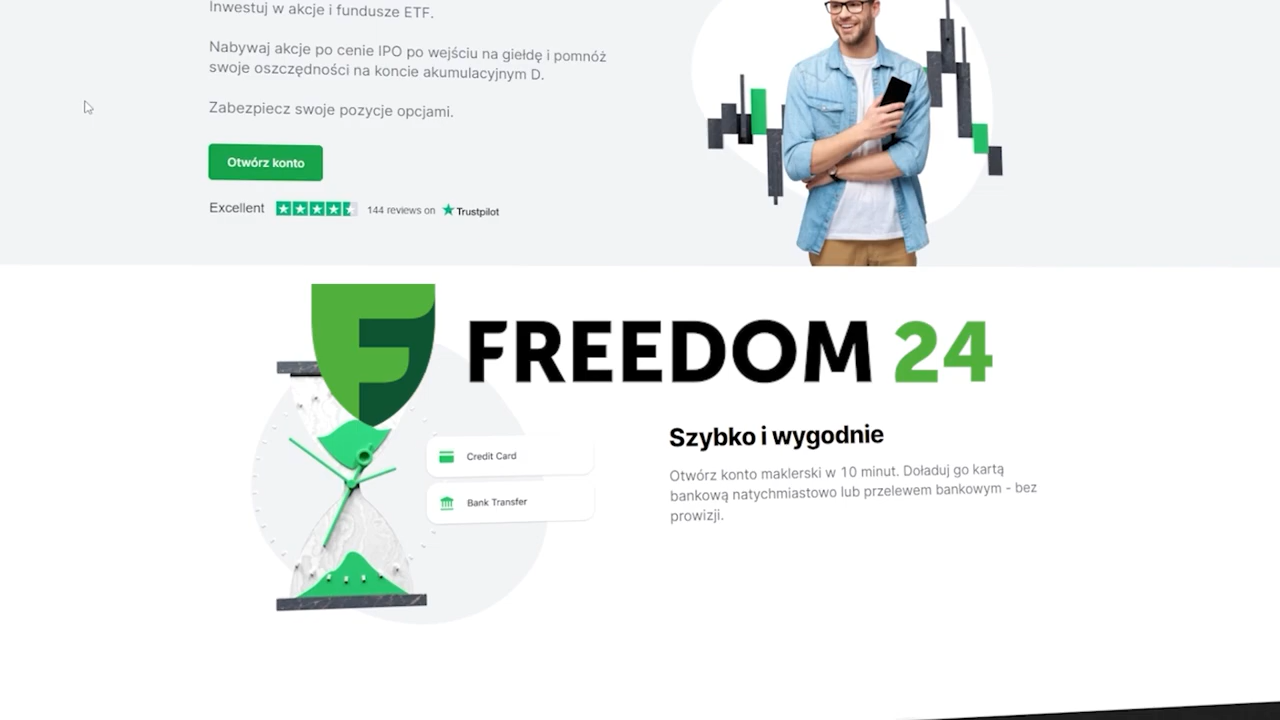 Inwestuj w akcje i fundusze ETF.
Nabywaj akcje po cenie IPO po wejściu na giełdę i pomnóż
swoje oszczędności na koncie akumulacyjnym D.
Zabezpiecz swoje pozycje opcjami.
Otwórz konto
Excellent 144 reviews on Trustpilot
FREEDOM 24
Credit Card
Bank Transfer
Szybko i wygodnie
Otwórz konto maklerski w 10 minut. Doładuj go kartą
bankową natychmiastowo lub przelewem bankowym - bez
prowizji.